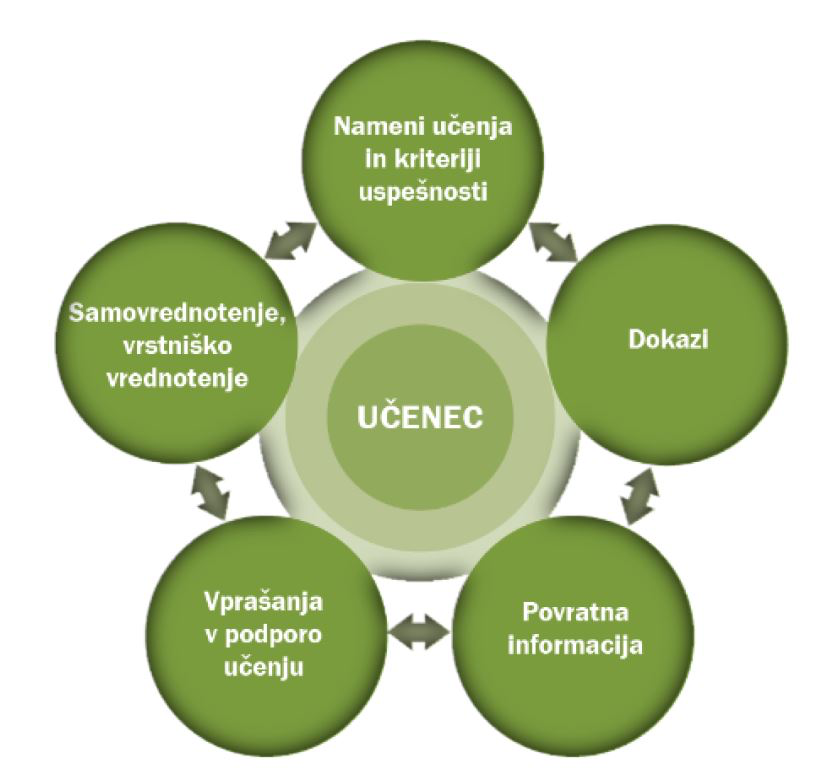 Nameni učenja
in kriteriji
uspešnosti
Samovrednotenje,
vrstniško
vrednotenje
Dokazi
UČENEC
Vprašanja
v podporo
učenju
Povratna
informacija